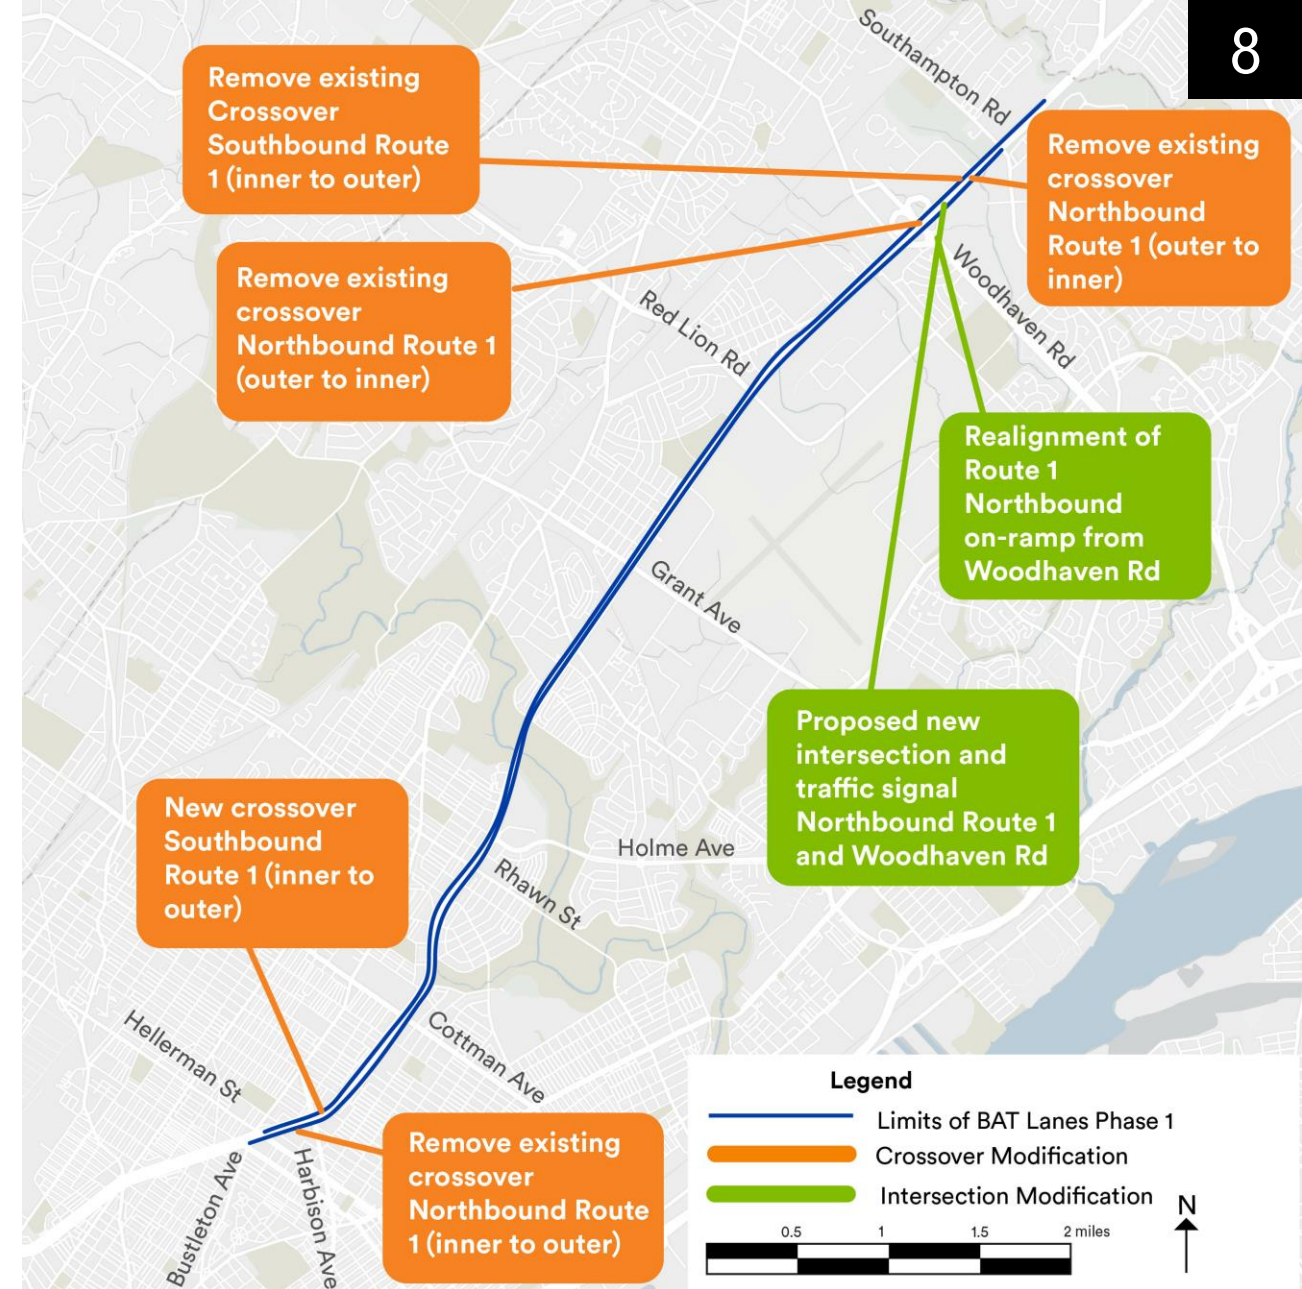 8
Southampton Rd
Remove existing
Crossover
Southbound Route
1 (inner to outer)
Remove existing
crossover
Northbound
Route 1 (outer to
inner)
Remove existing
crossover
Northbound Route 1
(outer to inner)
Woodhaven Rd
Red Lion Rd
Realignment of
Route 1
Northbound
on-ramp from
Woodhaven Rd
Grant Ave
Proposed new
intersection and
traffic signal
Northbound Route 1
and Woodhaven Rd
New crossover
Southbound
Route 1 (inner to
outer)
Holme Ave
Rhawn St
Hellerman St
Cottman Ave
Bustleton Ave
Harbison Ave
Remove existing
crossover
Northbound Route
1 (inner to outer)
Legend
Limits of BAT Lanes Phase 1
Crossover Modification
Intersection Modification
N
0.5 1 1.5 2 miles